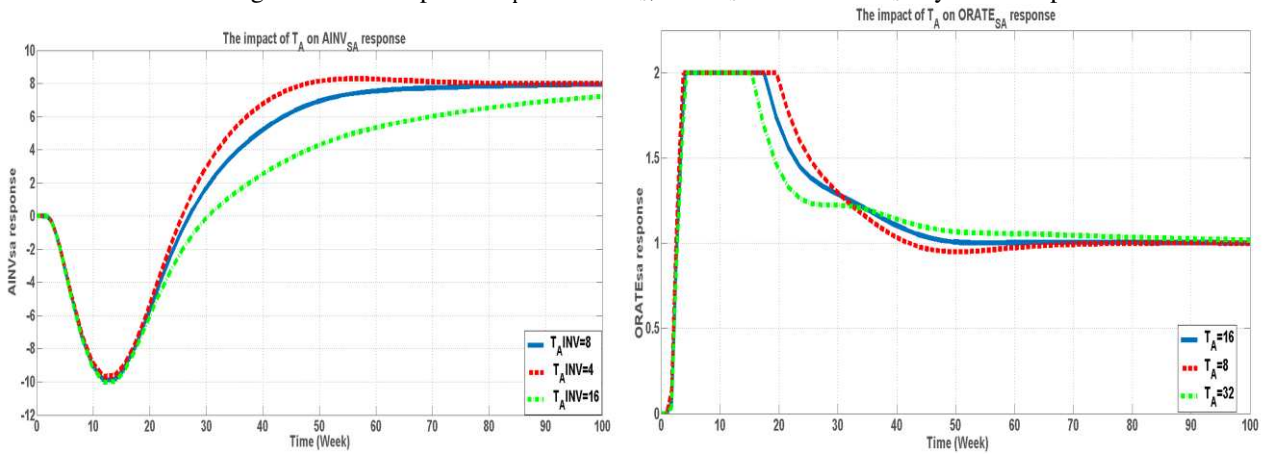 The impact of T_A on AINV_SA response
AINVsa response
10
8
6
4
2
0
-2
-4
-6
-8
-10
-12
0 10 20 30 40 50 60 70 80 90 100
Time (Week)
T_A INV=8
T_A INV=4
T_A INV=16
The impact of T_A on ORATE_SA response
ORATEsa response
2
1.5
1
0.5
0
0 10 20 30 40 50 60 70 80 90 100
Time (Week)
T_A=16
T_A=8
T_A=32